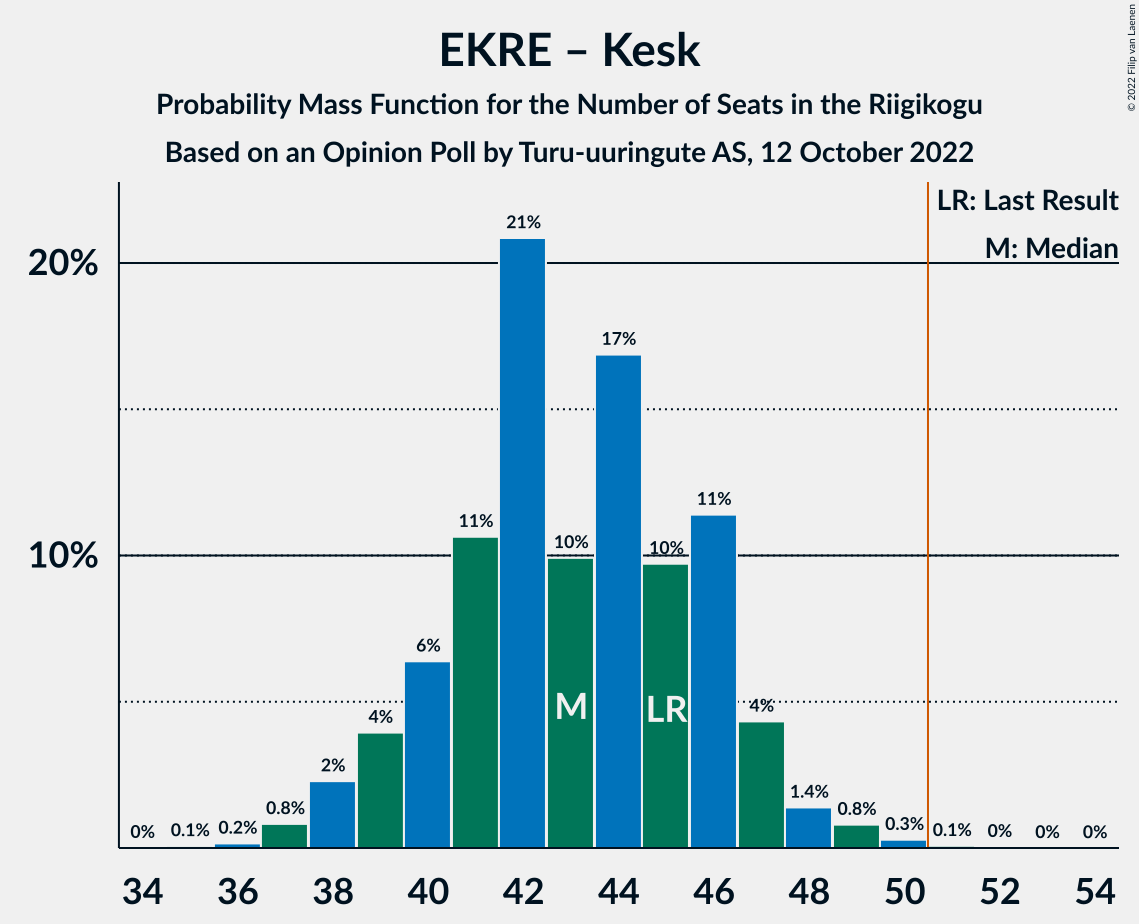 EKRE – Kesk
Probability Mass Function for the Number of Seats in the Riigikogu
Based on an Opinion Poll by Turu-uuringute AS, 12 October 2022
© 2022 Filip van Laenen
LR: Last Result
M: Median
20%
10%
0%
0.1%
0.2%
0.8%
2%
4%
6%
11%
21%
10%
17%
10%
11%
4%
1.4%
0.8%
0.3%
0.1%
0%
0%
0%
M
LR
34 36 38 40 42 44 46 48 50 52 54